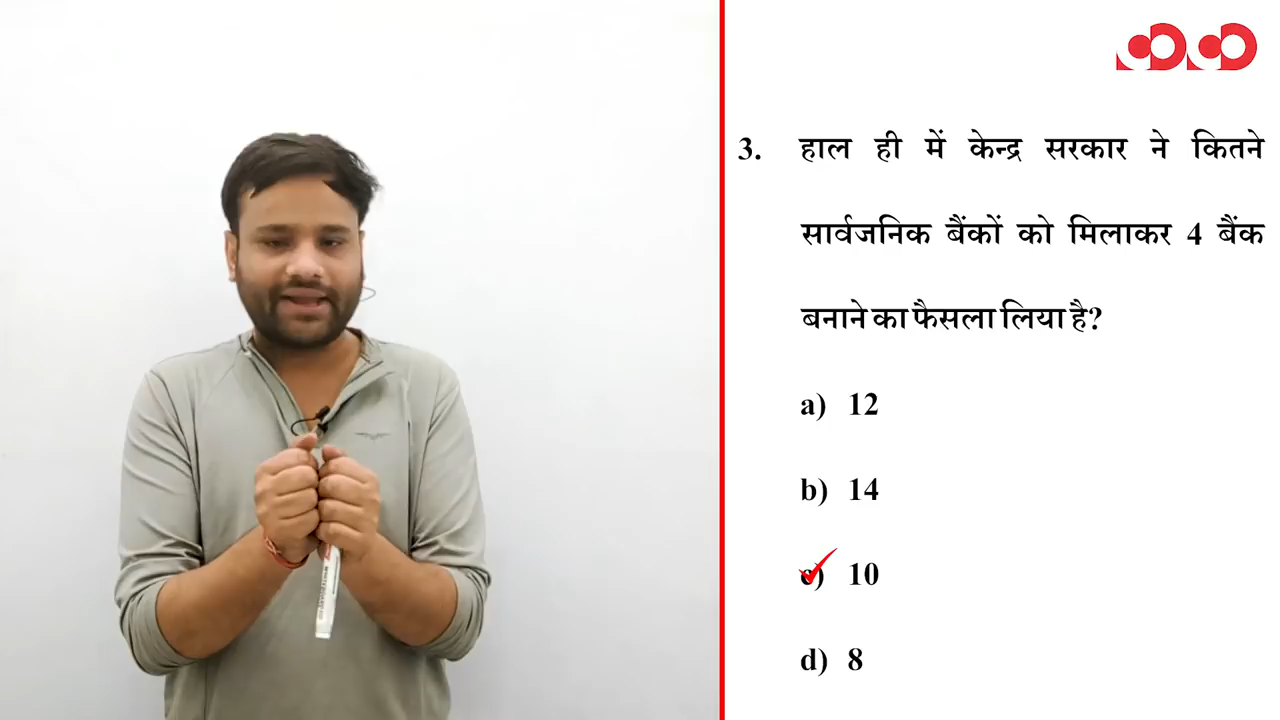 3. हाल ही में केन्द्र सरकार ने कितने
सार्वजनिक बैंकों को मिलाकर 4 बैंक
बनाने का फैसला लिया है?
a) 12
b) 14
c) 10
d) 8